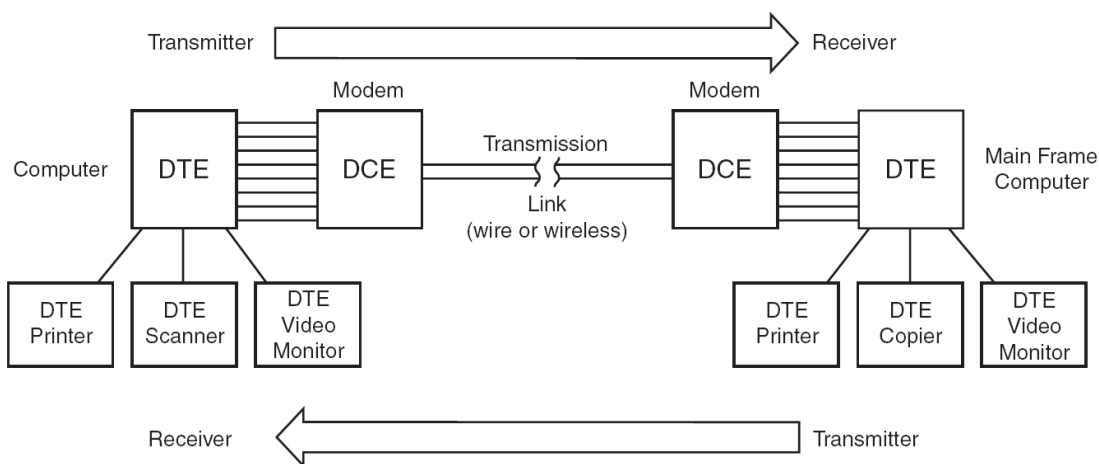 Transmitter
Receiver
Modem
Modem
Computer
DTE
DCE
Transmission
Link
(wire or wireless)
DCE
DTE
Main Frame
Computer
DTE
Printer
DTE
Scanner
DTE
Video
Monitor
DTE
Printer
DTE
Copier
DTE
Video
Monitor
Receiver
Transmitter